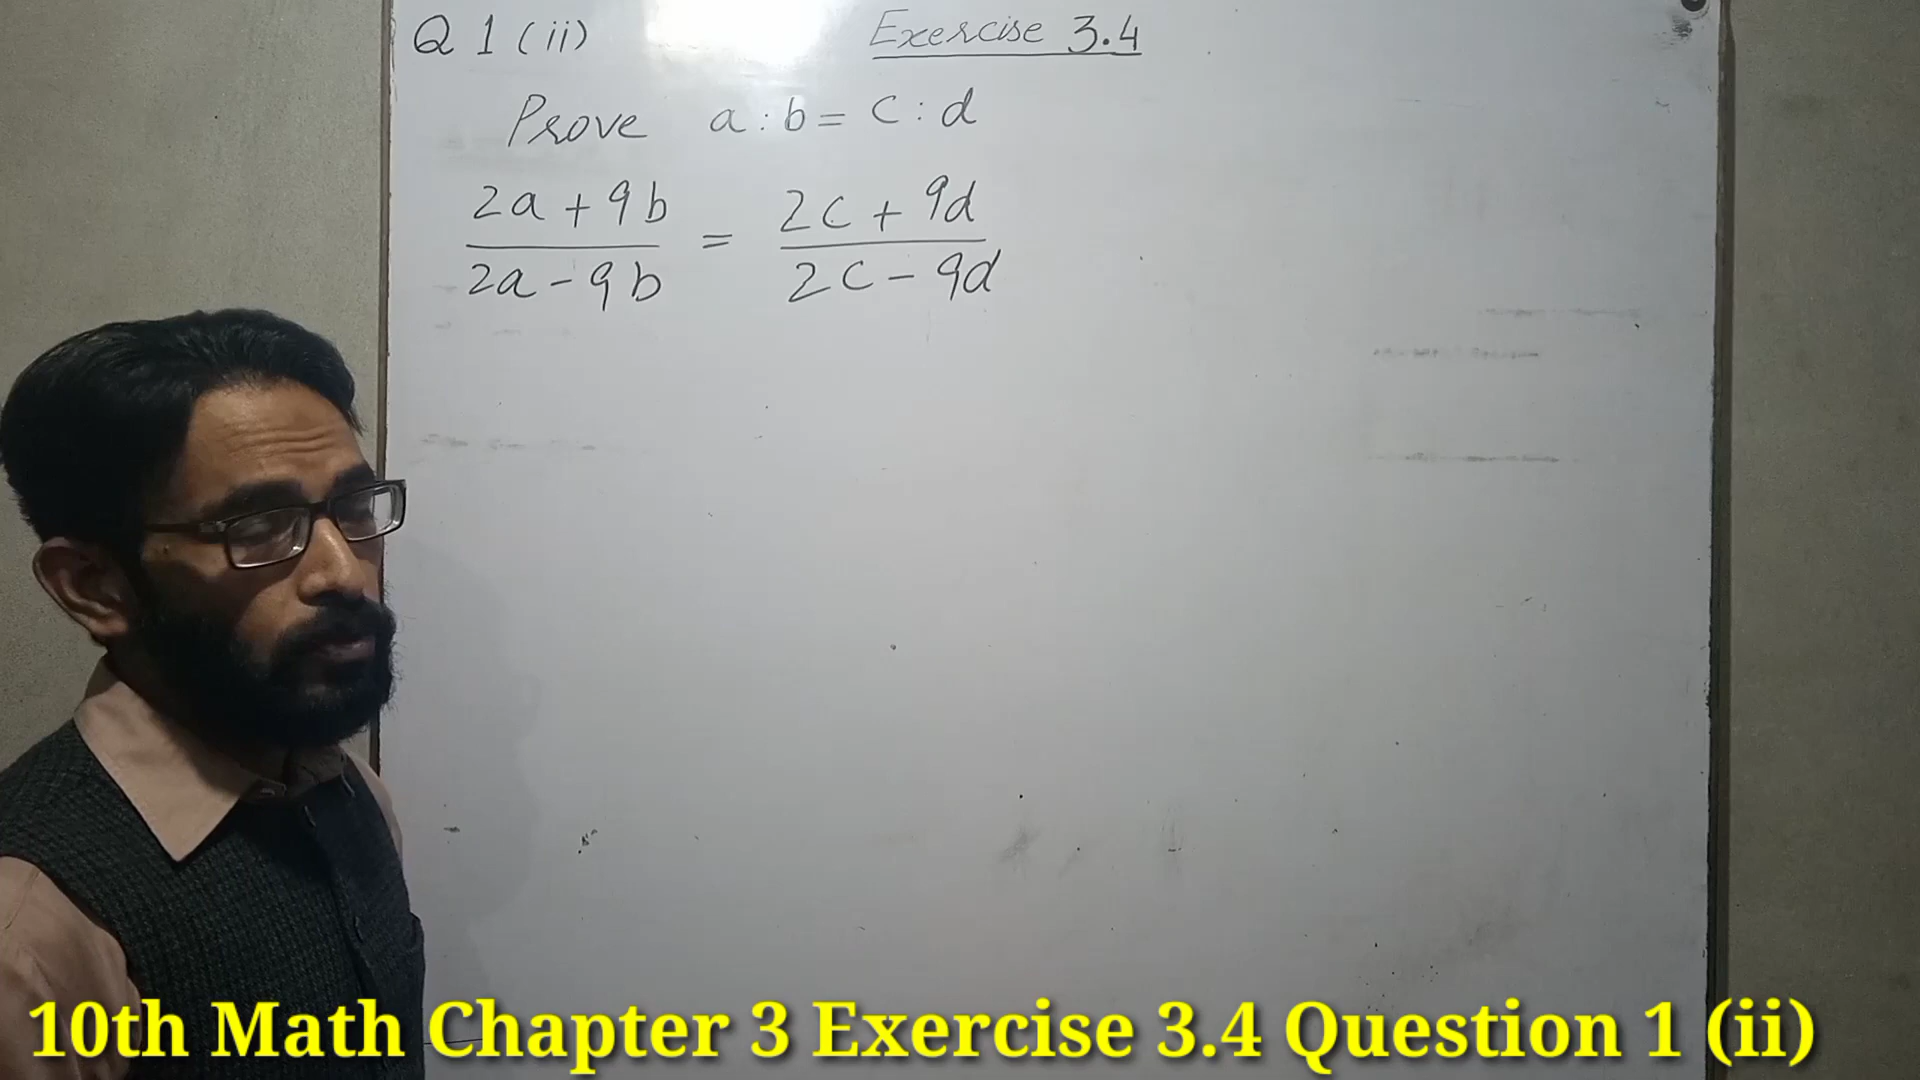 Q 1 (ii) Exercise 3.4
Prove a : b = c : d
2a + 9b / 2a - 9b = 2c + 9d / 2c - 9d
10th Math Chapter 3 Exercise 3.4 Question 1 (ii)